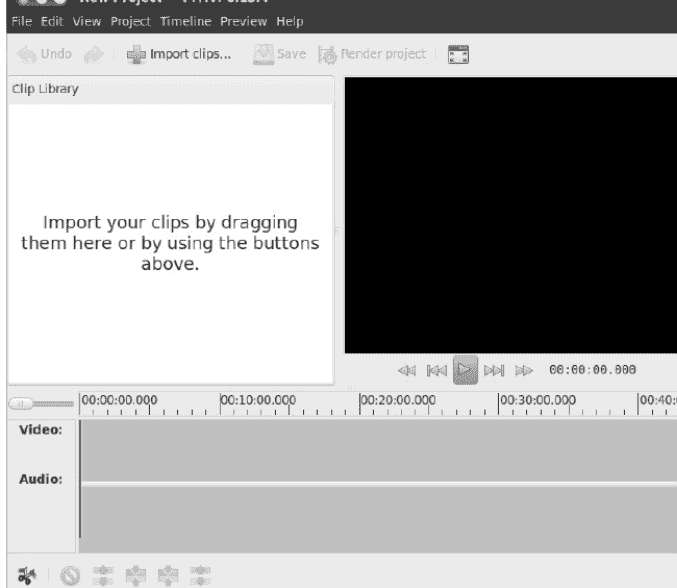 File Edit View Project Timeline Preview Help
Undo Import clips... Save Render project
Clip Library
Import your clips by dragging
them here or by using the buttons
above.
00:00:00.000
00:00:00.000 00:10:00.000 00:20:00.000 00:30:00.000 00:40:
Video:
Audio: